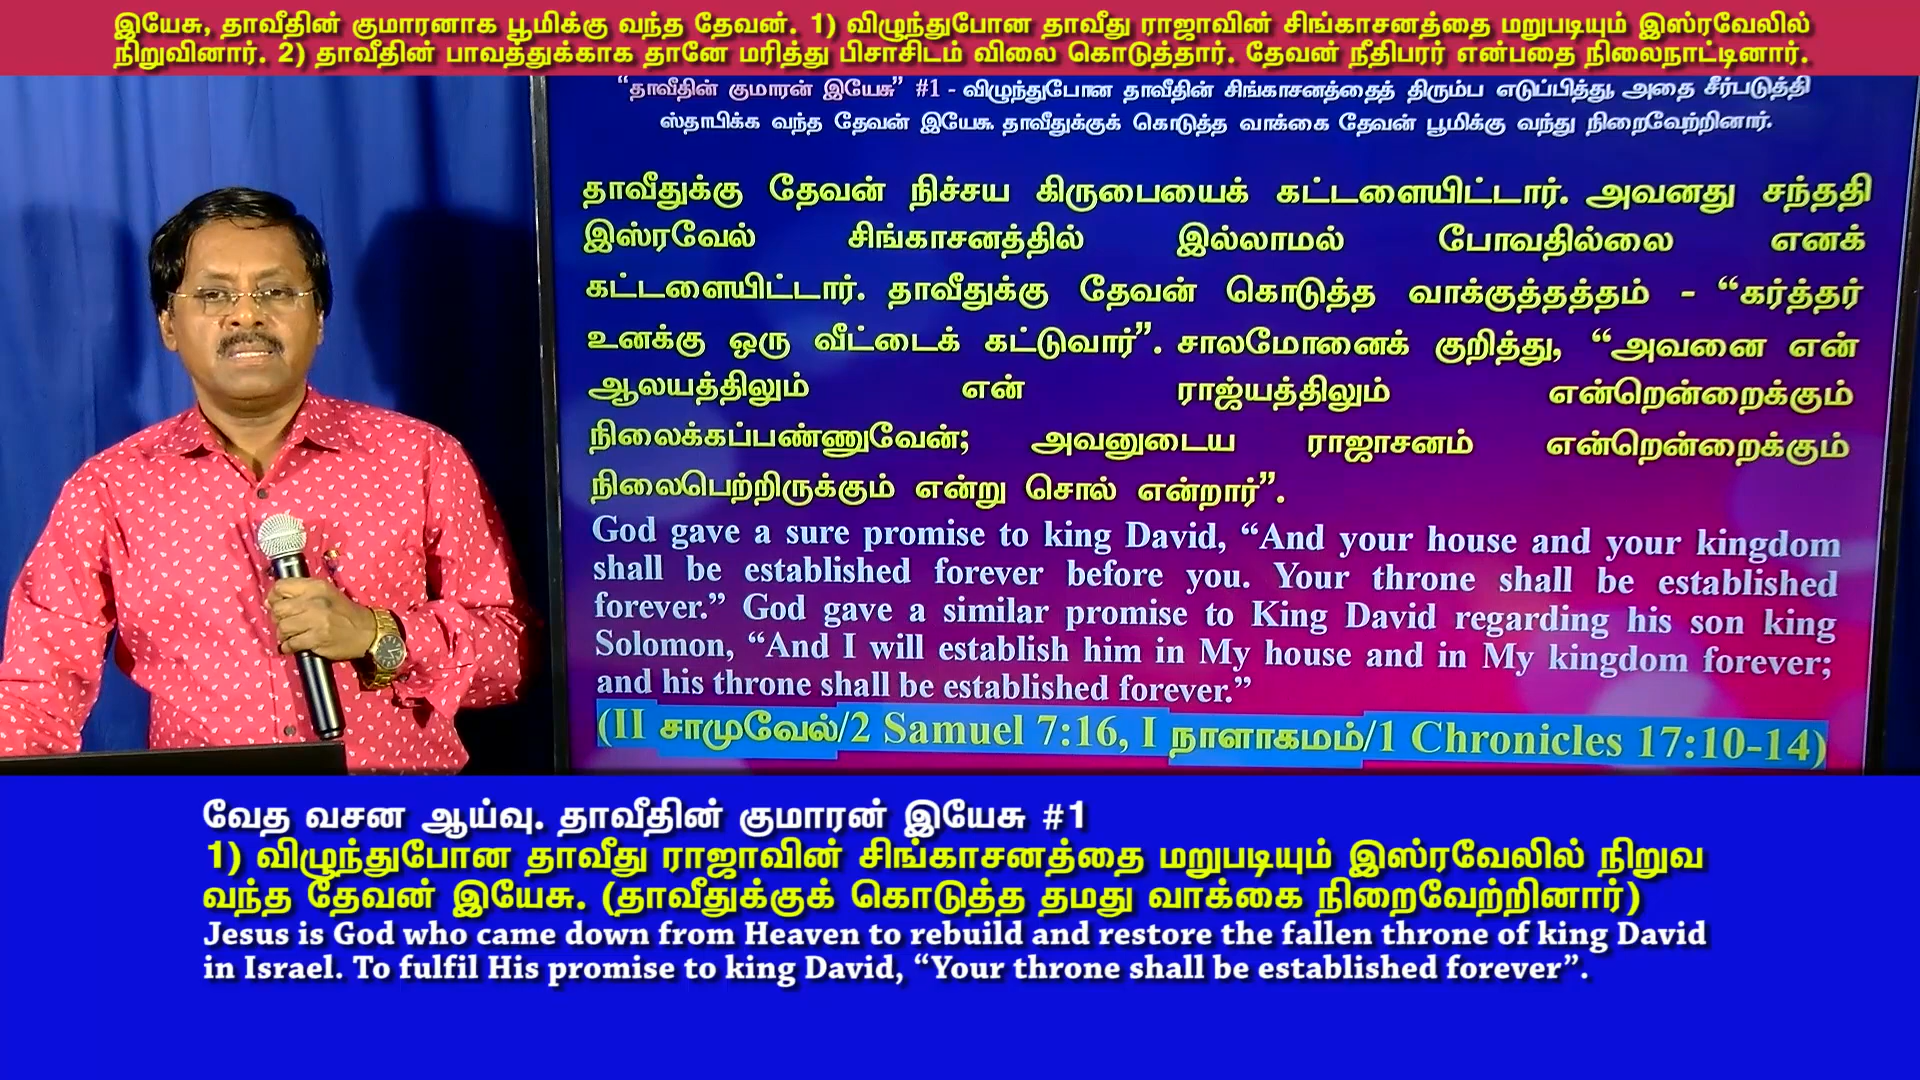 இயேசு, தாவீதின் குமாரனாக பூமிக்கு வந்த தேவன். 1) விழுந்துபோன தாவீது ராஜாவின் சிங்காசனத்தை மறுபடியும் இஸ்ரவேலில்
நிறுவினார். 2) தாவீதின் பாவத்துக்காக தானே மரித்து பிசாசிடம் விலை கொடுத்தார். தேவன் நீதிபரர் என்பதை நிலைநாட்டினார்.
“தாவீதின் குமாரன் இயேசு” #1 - விழுந்துபோன தாவீதின் சிங்காசனத்தைத் திரும்ப எடுப்பித்து, அதை சீர்படுத்தி
ஸ்தாபிக்க வந்த தேவன் இயேசு. தாவீதுக்குக் கொடுத்த வாக்கை தேவன் பூமிக்கு வந்து நிறைவேற்றினார்.
தாவீதுக்கு தேவன் நிச்சய கிருபையைக் கட்டளையிட்டார். அவனது சந்ததி
இஸ்ரவேல் சிங்காசனத்தில் இல்லாமல் போவதில்லை எனக்
கட்டளையிட்டார். தாவீதுக்கு தேவன் கொடுத்த வாக்குத்தத்தம் - “கர்த்தர்
உனக்கு ஒரு வீட்டைக் கட்டுவார்”. சாலமோனைக் குறித்து, “அவனை என்
ஆலயத்திலும் என் ராஜ்யத்திலும் என்றென்றைக்கும்
நிலைக்கப்பண்ணுவேன்; அவனுடைய ராஜாசனம் என்றென்றைக்கும்
நிலைபெற்றிருக்கும் என்று சொல் என்றார்”.
God gave a sure promise to king David, “And your house and your kingdom
shall be established forever before you. Your throne shall be established
forever.” God gave a similar promise to King David regarding his son king
Solomon, “And I will establish him in My house and in My kingdom forever;
and his throne shall be established forever.”
(II சாமுவேல்/2 Samuel 7:16, I நாளாகமம்/1 Chronicles 17:10-14)
வேத வசன ஆய்வு. தாவீதின் குமாரன் இயேசு #1
1) விழுந்துபோன தாவீது ராஜாவின் சிங்காசனத்தை மறுபடியும் இஸ்ரவேலில் நிறுவ
வந்த தேவன் இயேசு. (தாவீதுக்குக் கொடுத்த தமது வாக்கை நிறைவேற்றினார்)
Jesus is God who came down from Heaven to rebuild and restore the fallen throne of king David
in Israel. To fulfil His promise to king David, “Your throne shall be established forever”.